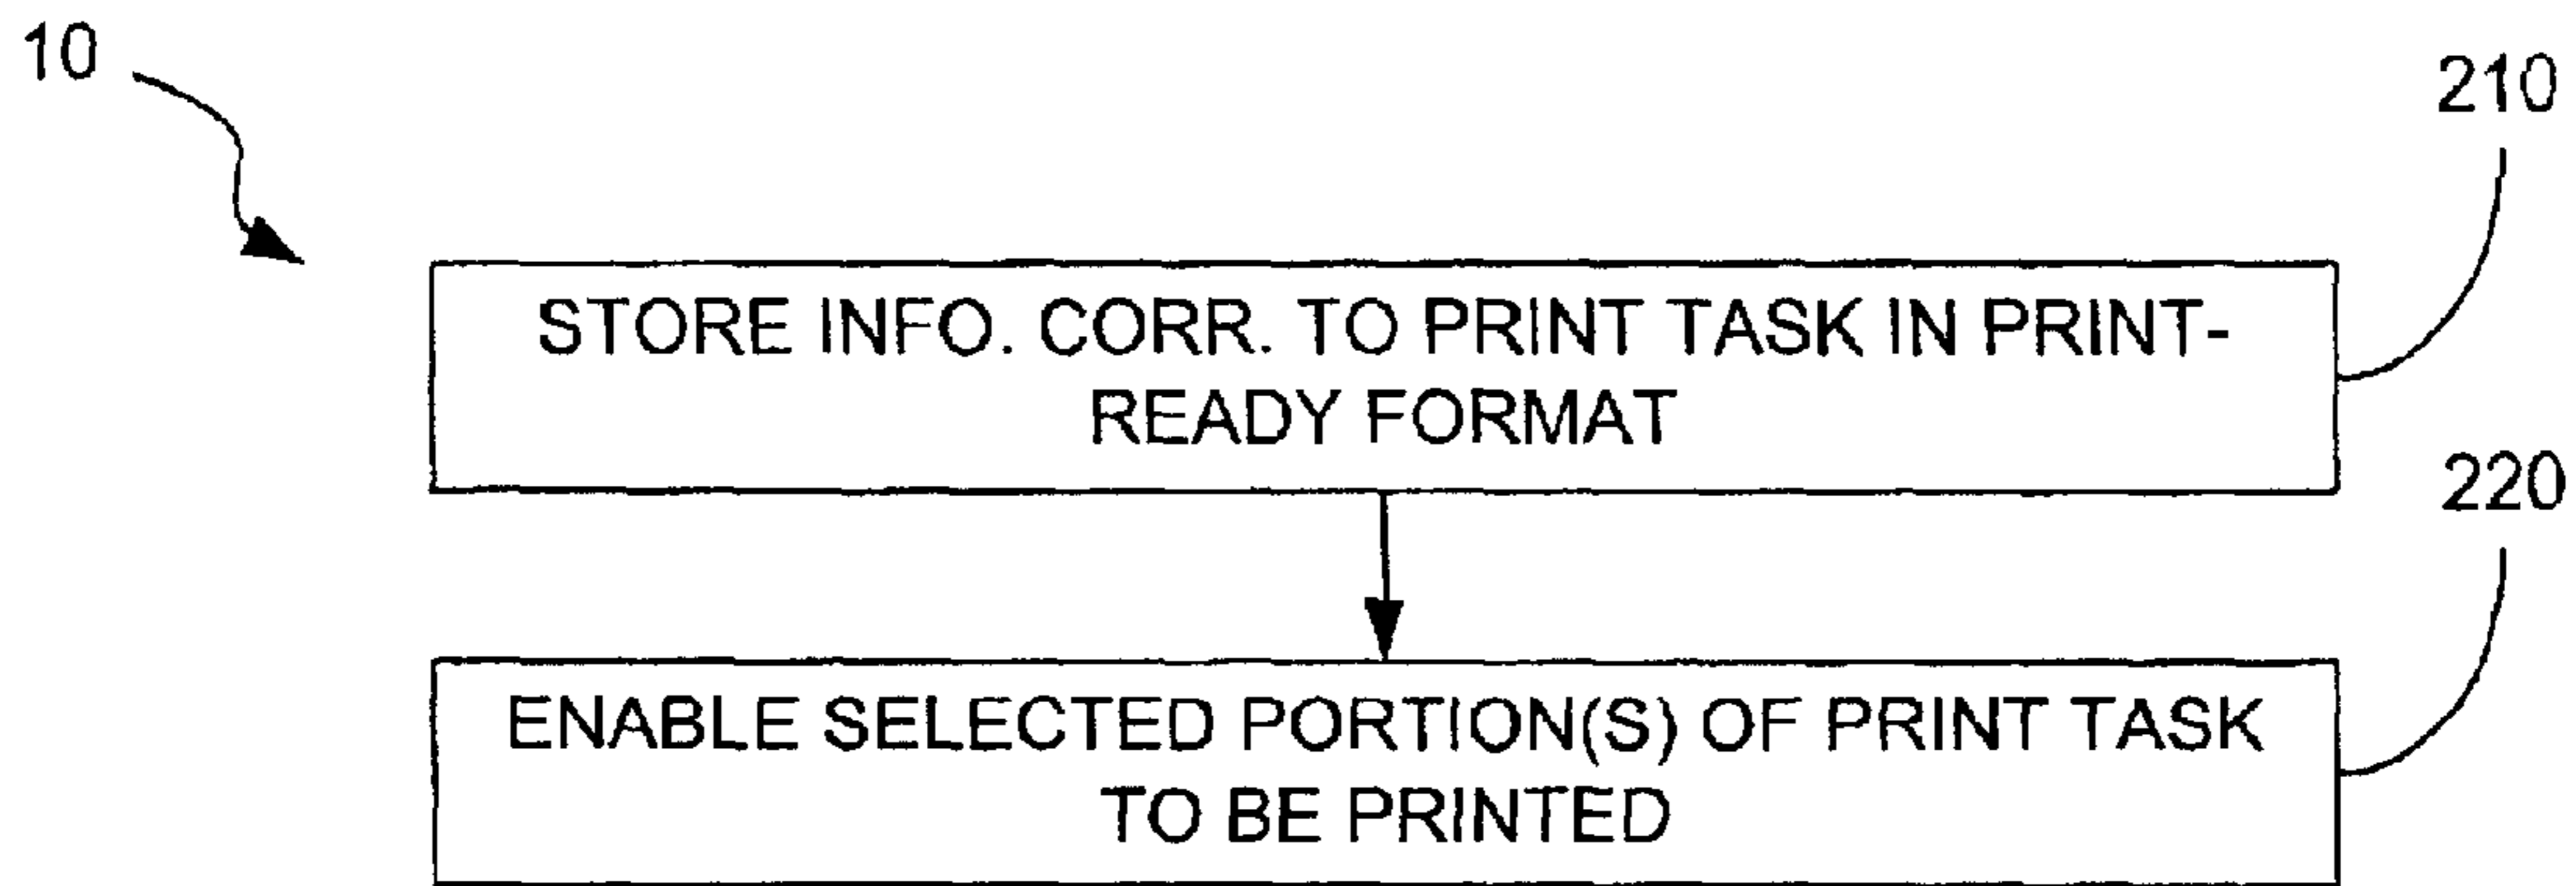 10
210
STORE INFO. CORR. TO PRINT TASK IN PRINT-
READY FORMAT
220
ENABLE SELECTED PORTION(S) OF PRINT TASK
TO BE PRINTED